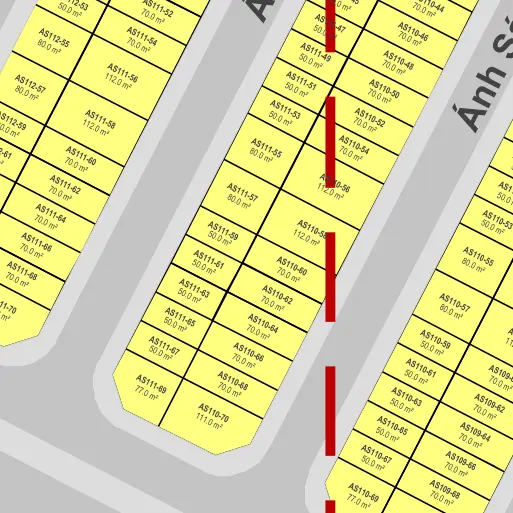 50.0 m²
AS111-52
70.0 m²
AS112-55
80.0 m²
AS111-54
70.0 m²
AS111-56
112.0 m²
AS112-57
80.0 m²
AS111-58
112.0 m²
AS111-60
70.0 m²
AS111-62
70.0 m²
AS111-64
70.0 m²
AS111-66
70.0 m²
AS111-68
70.0 m²
AS111-49
50.0 m²
AS111-51
50.0 m²
AS111-53
50.0 m²
AS111-55
80.0 m²
AS111-57
80.0 m²
AS111-59
50.0 m²
AS111-61
50.0 m²
AS111-63
50.0 m²
AS111-65
50.0 m²
AS111-67
50.0 m²
AS111-69
77.0 m²
70.0 m²
AS110-46
70.0 m²
AS110-48
70.0 m²
AS110-50
70.0 m²
AS110-52
70.0 m²
AS110-54
70.0 m²
112.0 m²
AS110-60
70.0 m²
AS110-62
70.0 m²
AS110-64
70.0 m²
AS110-66
70.0 m²
AS110-68
70.0 m²
AS110-70
111.0 m²
Ánh
AS110-53
AS110-55
80.0 m²
AS110-57
80.0 m²
AS110-59
50.0 m²
AS110-61
50.0 m²
AS110-63
50.0 m²
AS110-65
50.0 m²
AS110-67
50.0 m²
AS110-69
77.0 m²
AS109-62
70.0 m²
AS109-64
70.0 m²
AS109-66
70.0 m²
AS109-68
70.0 m²